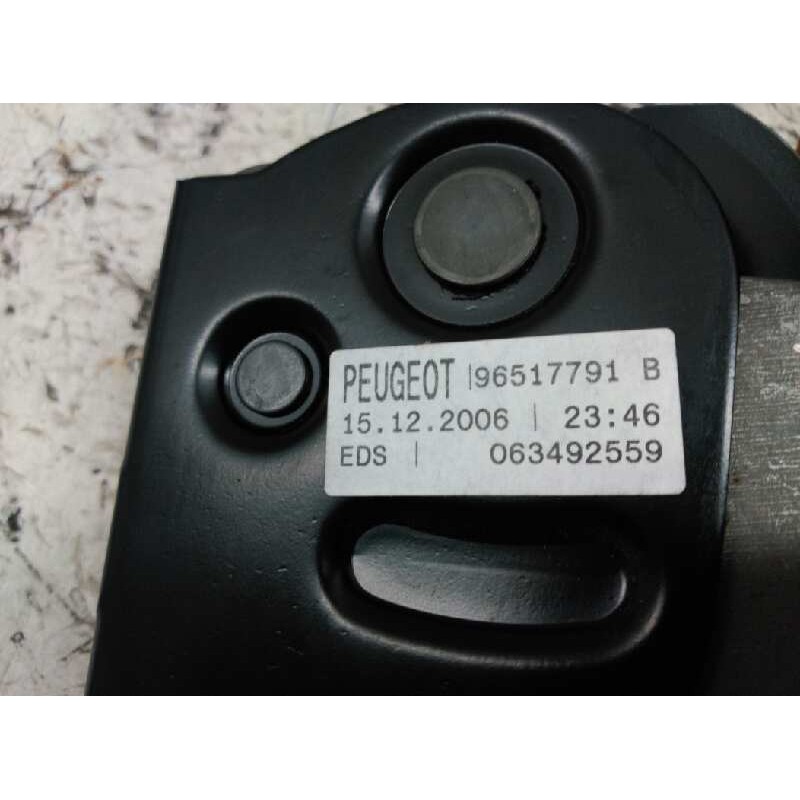 PEUGEOT | 96517791 B
15.12.2006 | 23:46
EDS | 063492559